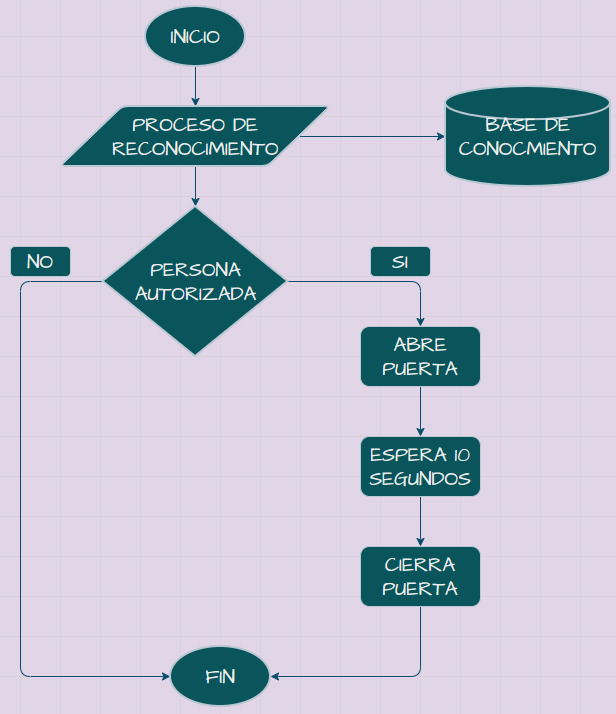 INICIO
PROCESO DE
RECONOCIMIENTO
BASE DE
CONOCMIENTO
NO
PERSONA
AUTORIZADA
SI
ABRE
PUERTA
ESPERA 10
SEGUNDOS
CIERRA
PUERTA
FIN